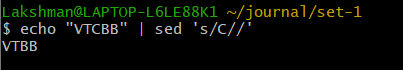 Lakshman@LAPTOP-L6LE88K1 ~/journal/set-1
$ echo "VTCBB" | sed 's/C//'
VTBB